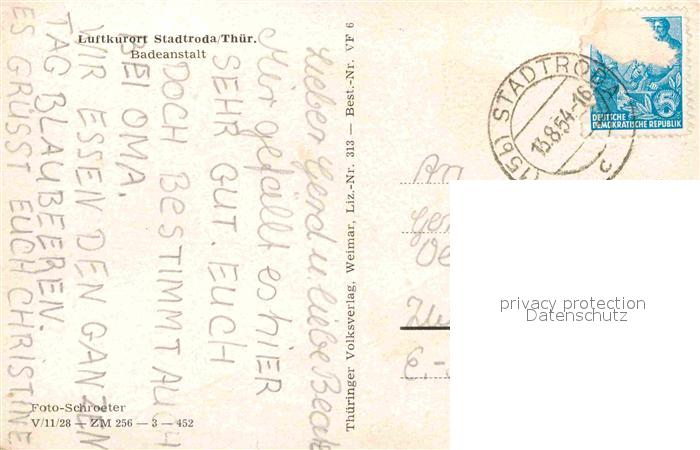 Luftkurort Stadtroda/Thür.
Badeanstalt
Lieber Gerd u. liebe Beate
Mir gefällt es hier
SEHR GUT. EUCH
DOCH BESTIMMT AUCH
BEI OMA.
WIR ESSEN DEN GANZEN
TAG BLAUBEEREN.
ES GRÜSST EUCH CHRISTINE
Foto-Schroeter
V/11/28 — ZM 256 — 3 — 452
Thüringer Volksverlag, Weimar, Liz.-Nr. 313 — Best.-Nr. VF 6
(15b) STADTRODA
13.8.54.-16
c
5
DEUTSCHE
DEMOKRATISCHE REPUBLIK
An
privacy protection
Datenschutz